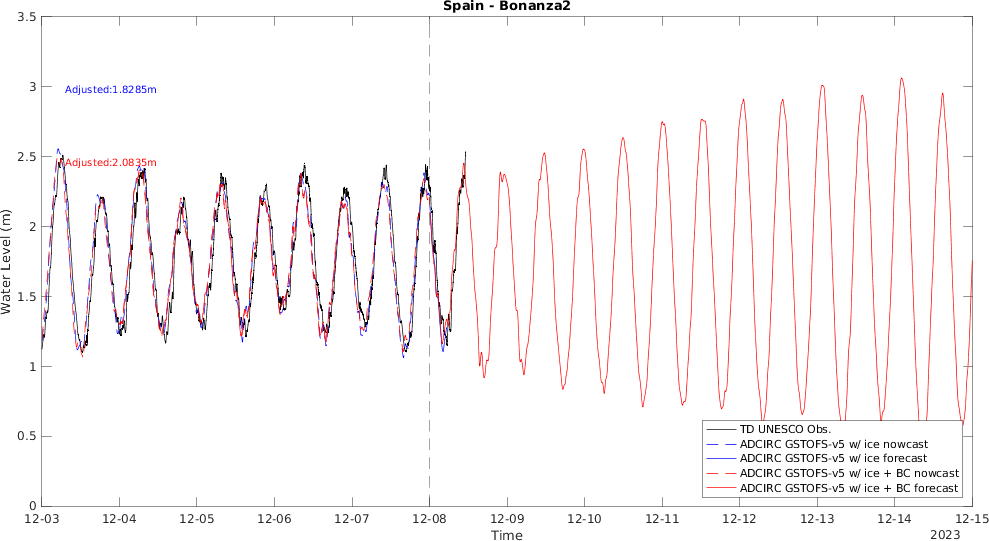 Spain - Bonanza2
3.5
3
2.5
2
1.5
1
0.5
0
Water Level (m)
Adjusted:1.8285m
Adjusted:2.0835m
TD UNESCO Obs.
ADCIRC GSTOFS-v5 w/ ice nowcast
ADCIRC GSTOFS-v5 w/ ice forecast
ADCIRC GSTOFS-v5 w/ ice + BC nowcast
ADCIRC GSTOFS-v5 w/ ice + BC forecast
12-03 12-04 12-05 12-06 12-07 12-08 12-09 12-10 12-11 12-12 12-13 12-14 12-15
Time
2023